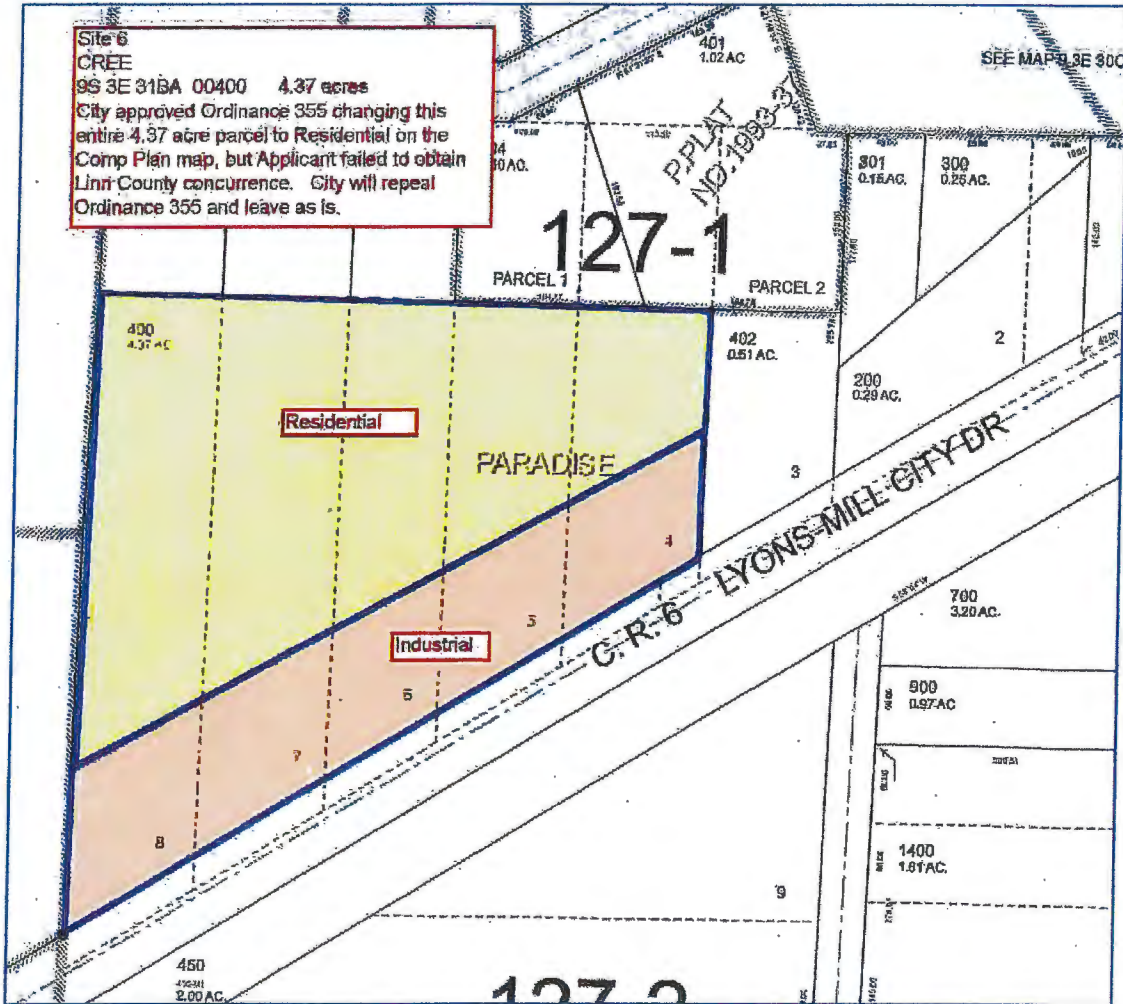 Site 6
CREE
9S 3E 31BA 00400 4.37 acres
City approved Ordinance 355 changing this
entire 4.37 acre parcel to Residential on the
Comp Plan map, but Applicant failed to obtain
Linn County concurrence. City will repeal
Ordinance 355 and leave as is.
401
1.02 AC
SEE MAP 9 3E 30C
P.PLAT
NO. 1993-37
301
0.15 AC.
300
0.25 AC.
127-1
PARCEL 1
PARCEL 2
400
4.37 AC
402
0.51 AC.
2
200
0.29 AC.
Residential
PARADISE
3
4
C. R. 6 LYONS-MILL CITY DR
5
700
3.20 AC.
Industrial
6
900
0.97 AC
7
8
1400
1.61 AC.
9
450
2.00 AC.
127-2